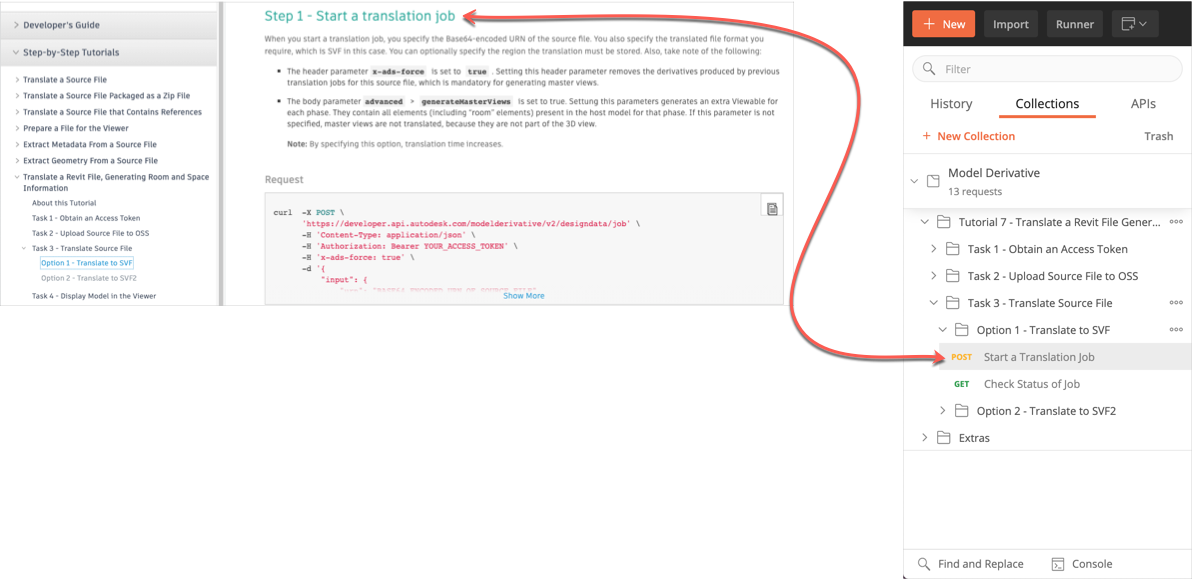 Developer's Guide
Step-by-Step Tutorials
Translate a Source File
Translate a Source File Packaged as a Zip File
Translate a Source File that Contains References
Prepare a File for the Viewer
Extract Metadata From a Source File
Extract Geometry From a Source File
Translate a Revit File, Generating Room and Space
Information
About this Tutorial
Task 1 - Obtain an Access Token
Task 2 - Upload Source File to OSS
Task 3 - Translate Source File
Option 1 - Translate to SVF
Option 2 - Translate to SVF2
Task 4 - Display Model in the Viewer
Step 1 - Start a translation job
When you start a translation job, you specify the Base64-encoded URN of the source file. You also specify the translated file format you
require, which is SVF in this case. You can optionally specify the region the translation must be stored. Also, take note of the following:
The header parameter x-ads-force is set to true . Setting this header parameter removes the derivatives produced by previous
translation jobs for this source file, which is mandatory for generating master views.
The body parameter advanced > generateMasterViews is set to true. Settung this parameters generates an extra Viewable for
each phase. They contain all elements (including "room" elements) present in the host model for that phase. If this parameter is not
specified, master views are not translated, because they are not part of the 3D view.
Note: By specifying this option, translation time increases.
Request
curl -X POST \
'https://developer.api.autodesk.com/modelderivative/v2/designdata/job' \
-H 'Content-Type: application/json' \
-H 'Authorization: Bearer YOUR_ACCESS_TOKEN' \
-H 'x-ads-force: true' \
-d '{
"input": {
Show More
+ New
Import
Runner
Filter
History
Collections
APIs
+ New Collection
Trash
Model Derivative
13 requests
Tutorial 7 - Translate a Revit File Gener...
Task 1 - Obtain an Access Token
Task 2 - Upload Source File to OSS
Task 3 - Translate Source File
Option 1 - Translate to SVF
POST Start a Translation Job
GET Check Status of Job
Option 2 - Translate to SVF2
Extras
Find and Replace
Console